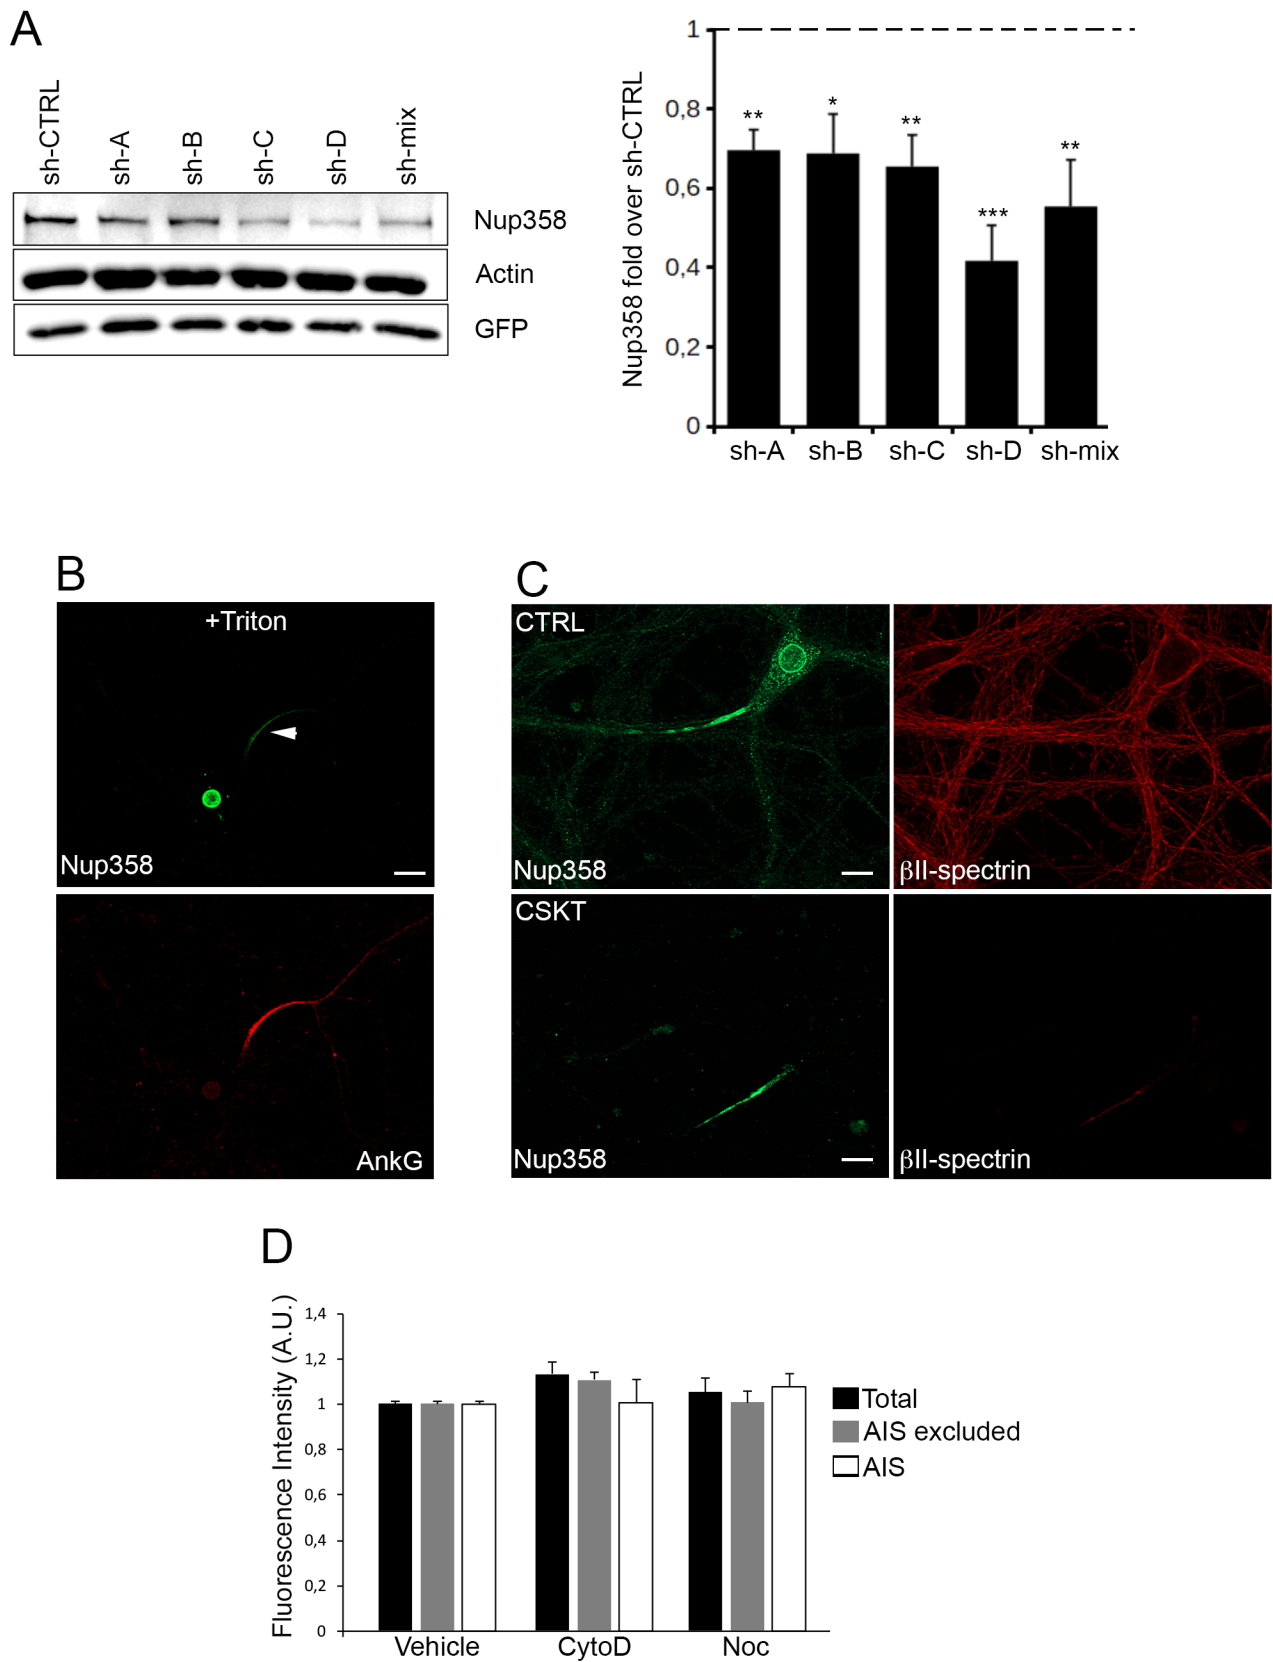 A
sh-CTRL
sh-A
sh-B
sh-C
sh-D
sh-mix
Nup358
Actin
GFP
Nup358 fold over sh-CTRL
1
0,8
0,6
0,4
0,2
0
**
*
**
***
**
sh-A sh-B sh-C sh-D sh-mix
B
+Triton
Nup358
AnkG
C
CTRL
Nup358
βII-spectrin
CSKT
Nup358
βII-spectrin
D
Fluorescence Intensity (A.U.)
1,4
1,2
1
0,8
0,6
0,4
0,2
0
Vehicle CytoD Noc
Total
AIS excluded
AIS